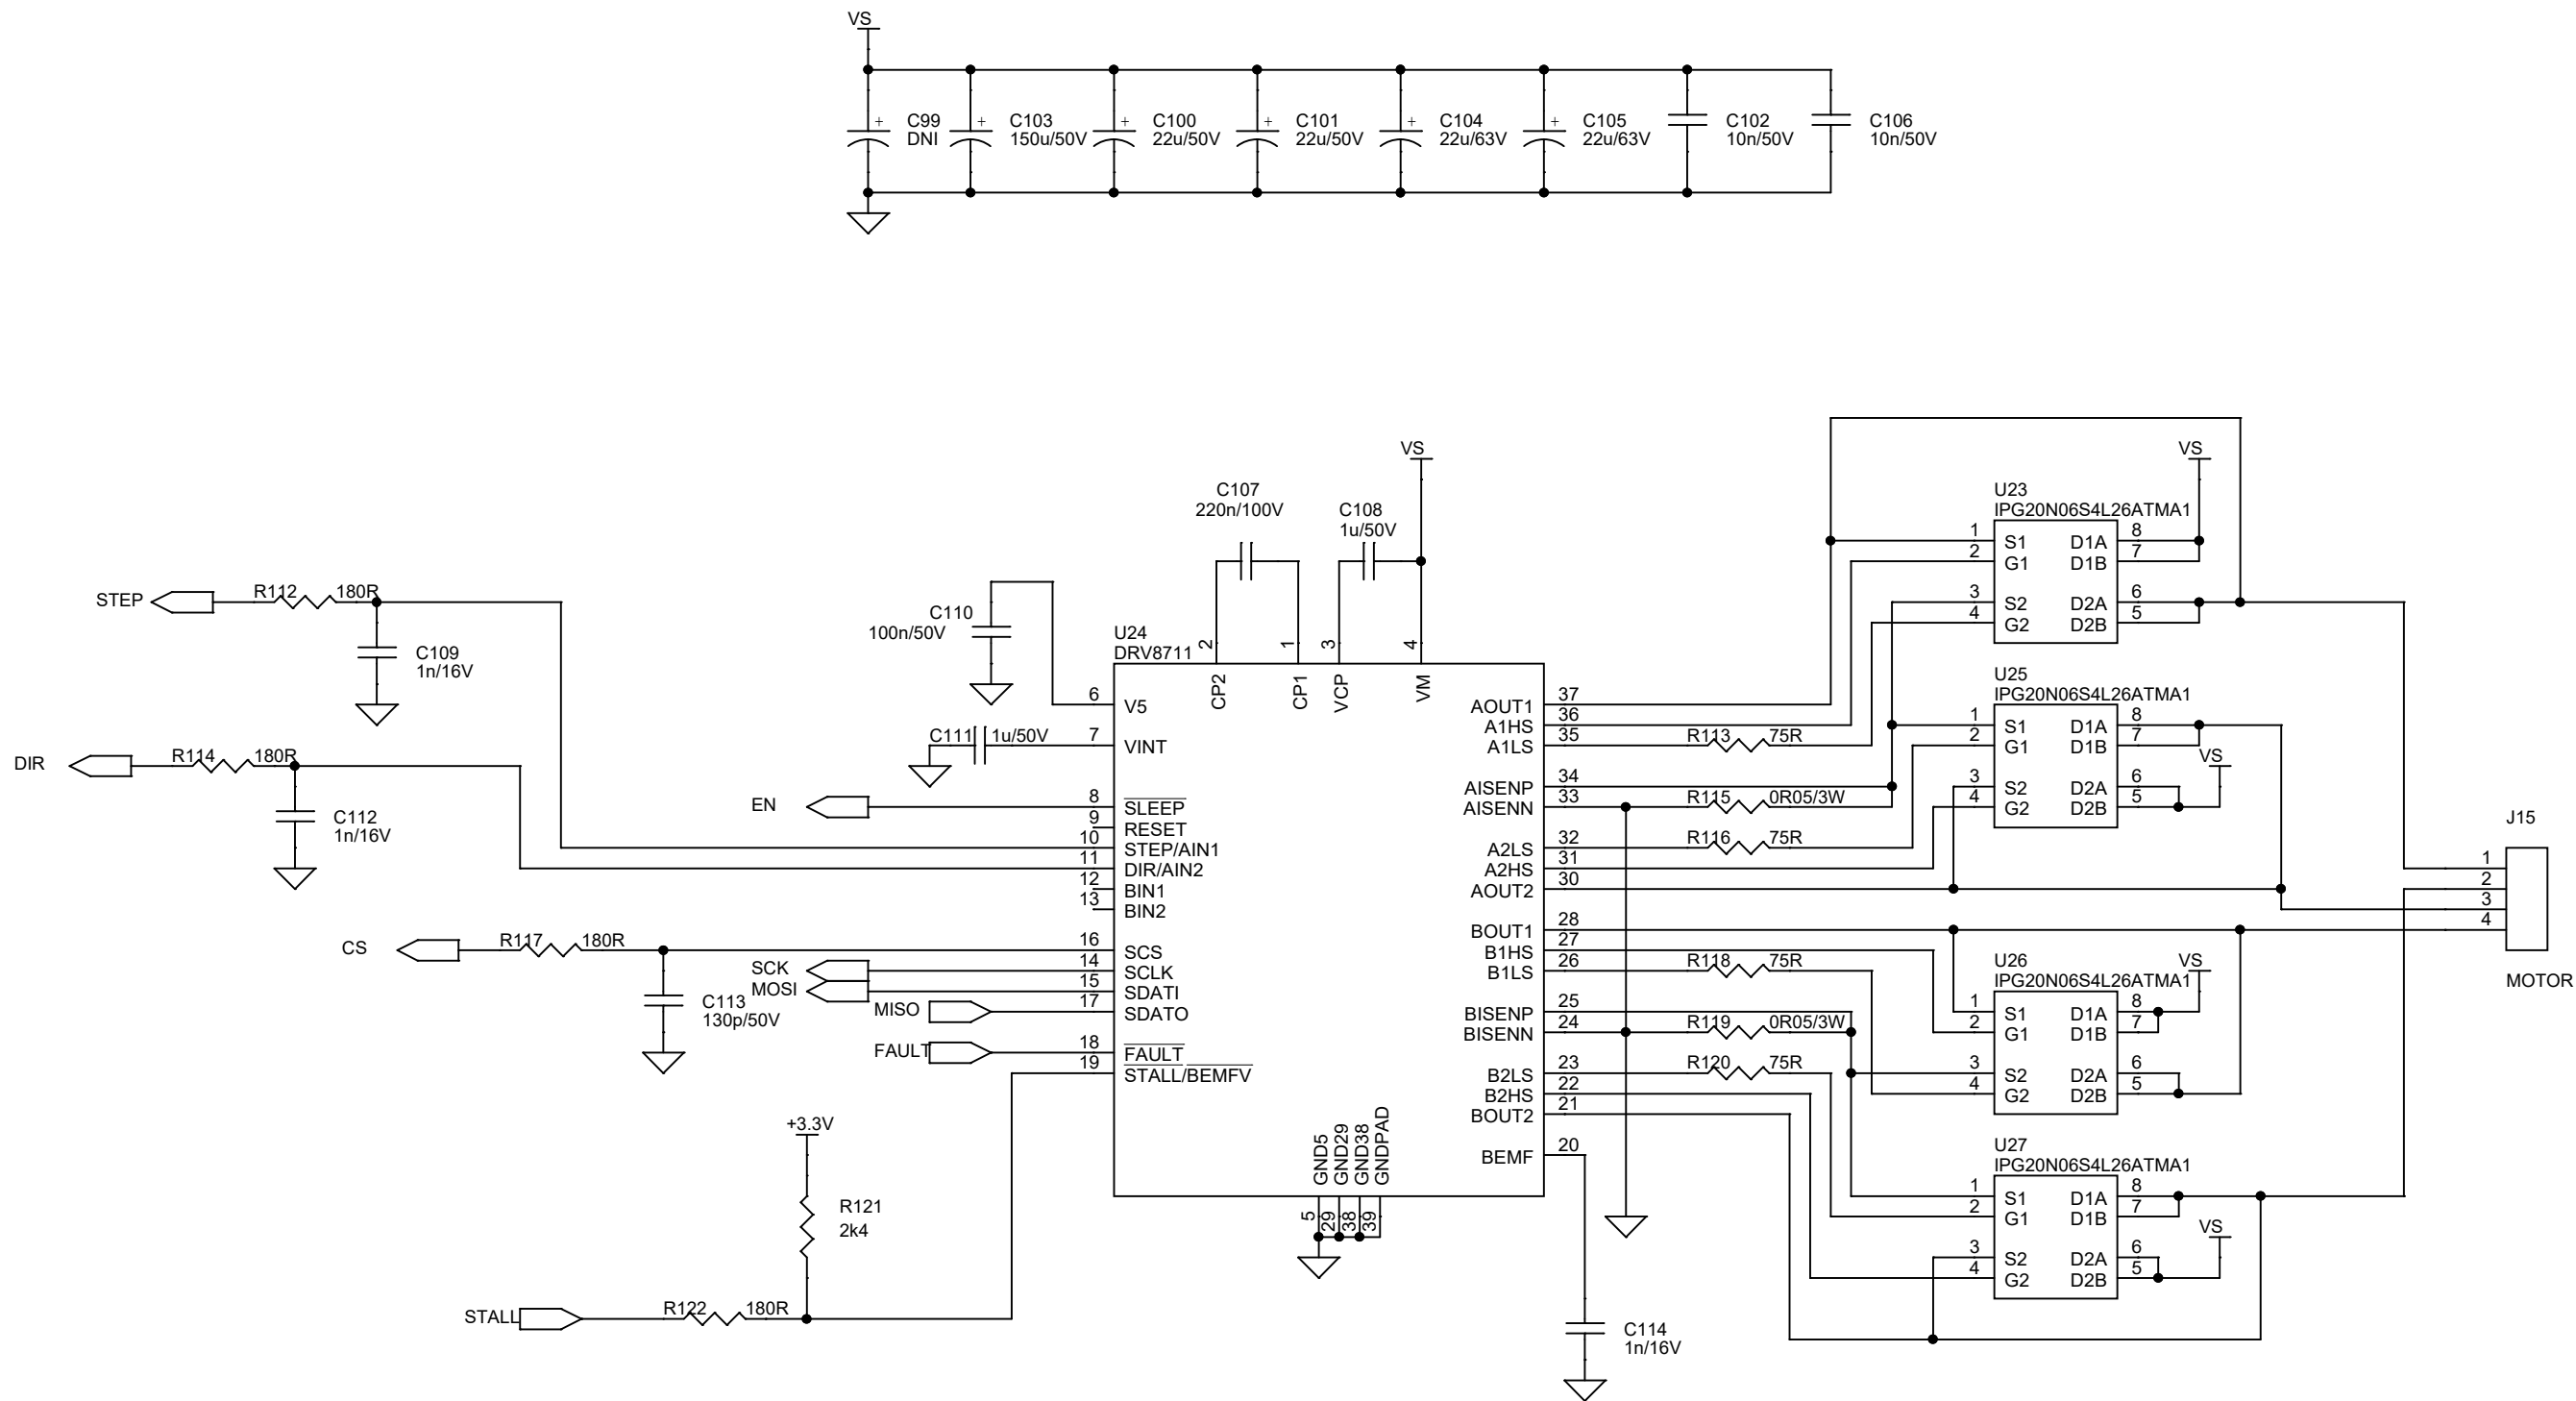 VS
C99
DNI
C103
150u/50V
C100
22u/50V
C101
22u/50V
C104
22u/63V
C105
22u/63V
C102
10n/50V
C106
10n/50V
STEP
R112 180R
C109
1n/16V
DIR
R114 180R
C112
1n/16V
C110
100n/50V
C111 1u/50V
C107
220n/100V
C108
1u/50V
VS
EN
CS
R117 180R
C113
130p/50V
SCK
MOSI
MISO
FAULT
+3.3V
R121
2k4
STALL
R122 180R
U24
DRV8711
2 CP2
1 CP1
3 VCP
4 VM
6 V5
7 VINT
8 SLEEP
9 RESET
10 STEP/AIN1
11 DIR/AIN2
12 BIN1
13 BIN2
16 SCS
14 SCLK
15 SDATI
17 SDATO
18 FAULT
19 STALL/BEMFV
GND5 5
GND29 29
GND38 38
GNDPAD 39
AOUT1 37
A1HS 36
A1LS 35
AISENP 34
AISENN 33
A2LS 32
A2HS 31
AOUT2 30
BOUT1 28
B1HS 27
B1LS 26
BISENP 25
BISENN 24
B2LS 23
B2HS 22
BOUT2 21
BEMF 20
R113 75R
R115 0R05/3W
R116 75R
R118 75R
R119 0R05/3W
R120 75R
C114
1n/16V
VS
U23
IPG20N06S4L26ATMA1
1 S1 D1A 8
2 G1 D1B 7
3 S2 D2A 6
4 G2 D2B 5
U25
IPG20N06S4L26ATMA1
1 S1 D1A 8
2 G1 D1B 7
VS
3 S2 D2A 6
4 G2 D2B 5
U26
IPG20N06S4L26ATMA1
VS
1 S1 D1A 8
2 G1 D1B 7
3 S2 D2A 6
4 G2 D2B 5
U27
IPG20N06S4L26ATMA1
1 S1 D1A 8
2 G1 D1B 7
VS
3 S2 D2A 6
4 G2 D2B 5
J15
1
2
3
4
MOTOR